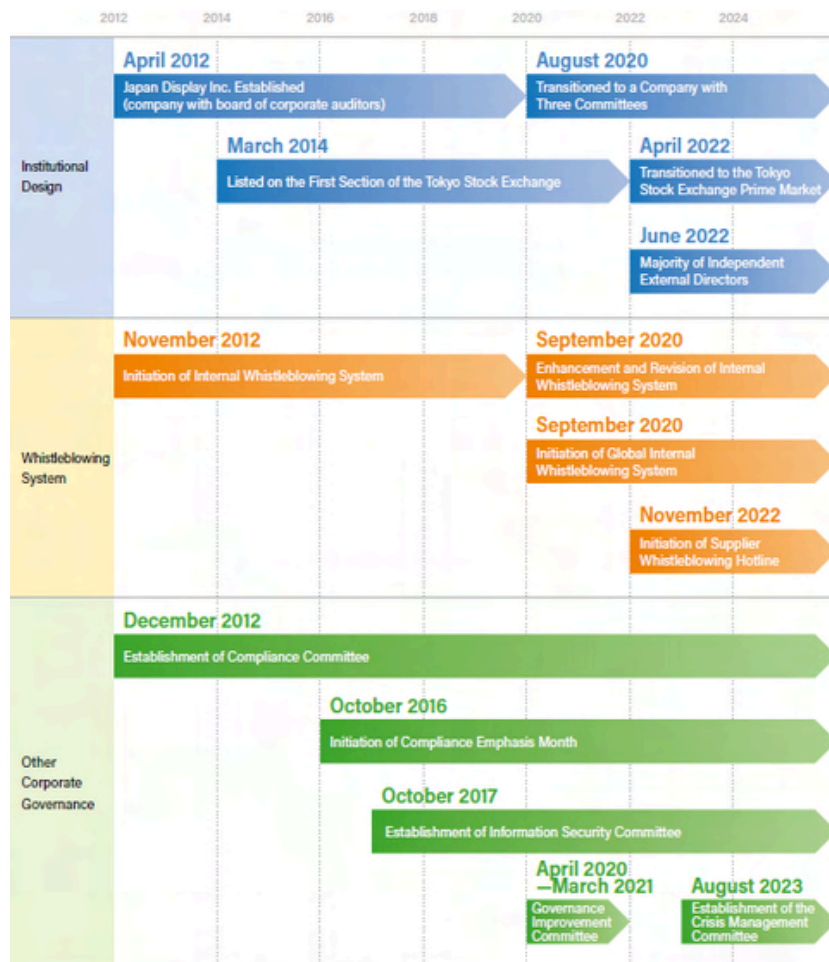 2012 2014 2016 2018 2020 2022 2024
Institutional
Design
April 2012
Japan Display Inc. Established
(company with board of corporate auditors)
August 2020
Transitioned to a Company with
Three Committees
March 2014
Listed on the First Section of the Tokyo Stock Exchange
April 2022
Transitioned to the Tokyo
Stock Exchange Prime Market
June 2022
Majority of Independent
External Directors
Whistleblowing
System
November 2012
Initiation of Internal Whistleblowing System
September 2020
Enhancement and Revision of Internal
Whistleblowing System
September 2020
Initiation of Global Internal
Whistleblowing System
November 2022
Initiation of Supplier
Whistleblowing Hotline
Other
Corporate
Governance
December 2012
Establishment of Compliance Committee
October 2016
Initiation of Compliance Emphasis Month
October 2017
Establishment of Information Security Committee
April 2020
—March 2021
Governance
Improvement
Committee
August 2023
Establishment of the
Crisis Management
Committee